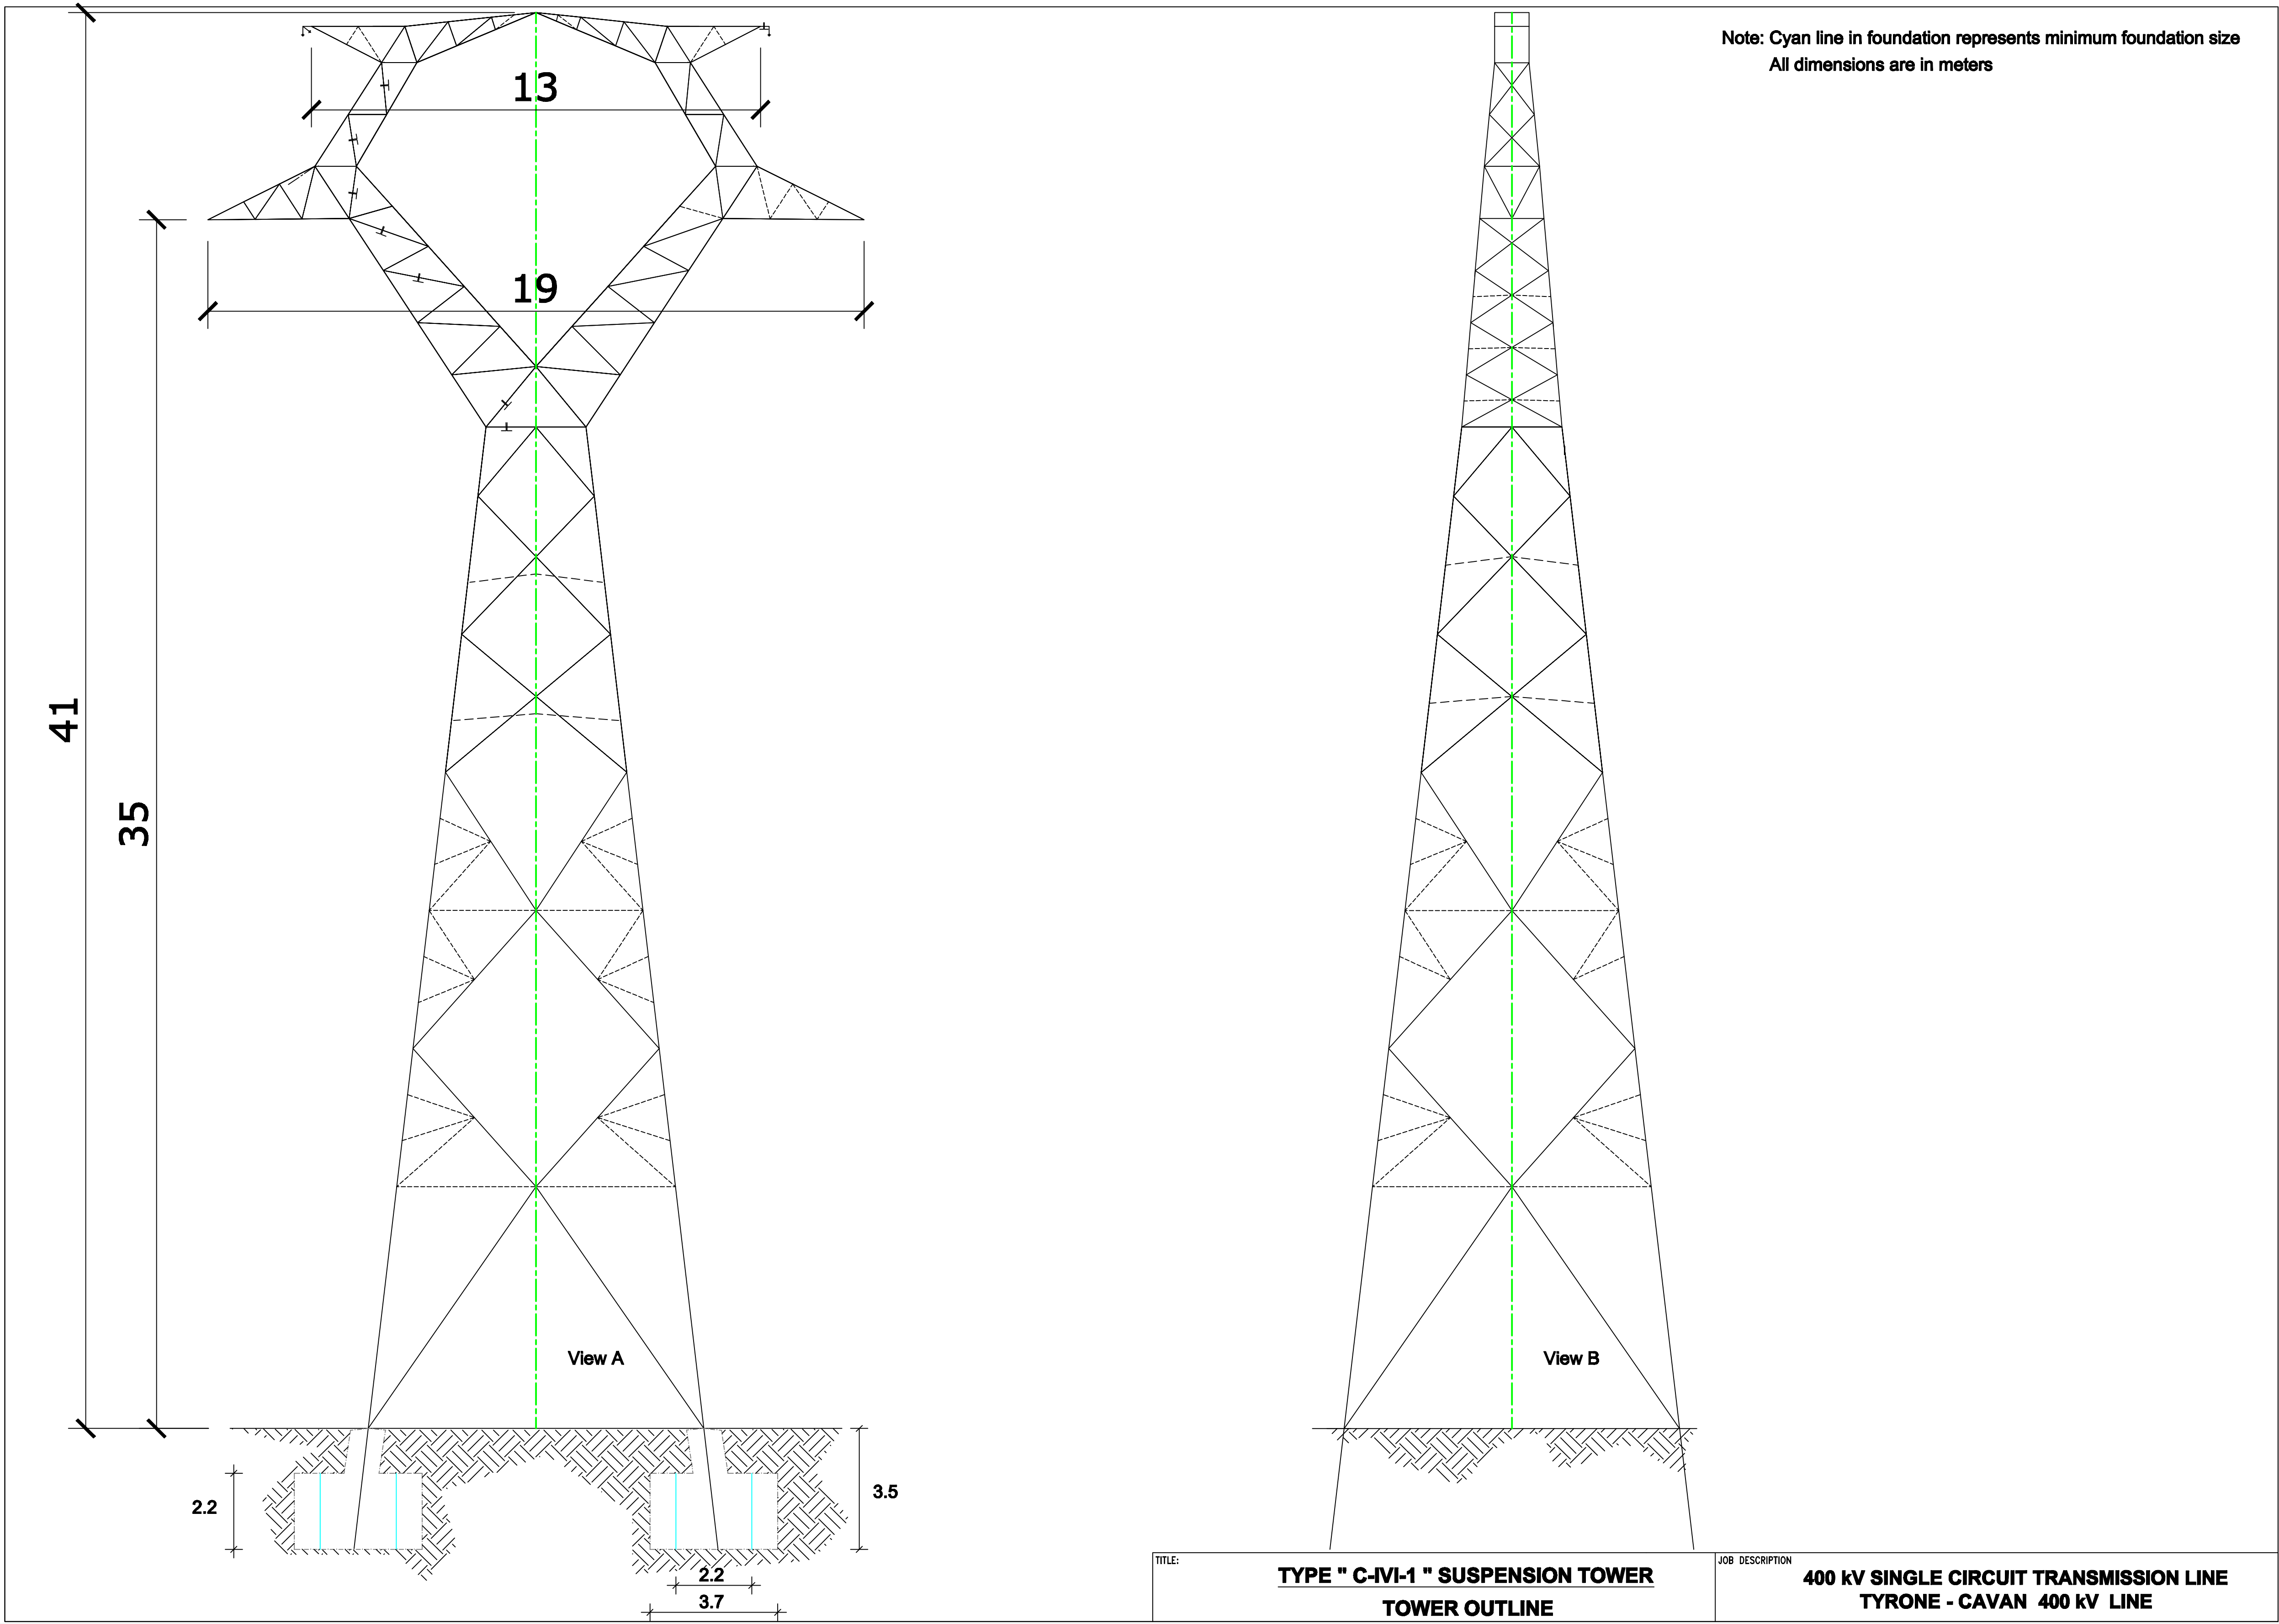 Note: Cyan line in foundation represents minimum foundation size
All dimensions are in meters
13
19
41
35
View A
View B
2.2
3.5
2.2
3.7
TITLE:
TYPE " C-IVI-1 " SUSPENSION TOWER
TOWER OUTLINE
JOB DESCRIPTION
400 kV SINGLE CIRCUIT TRANSMISSION LINE
TYRONE - CAVAN 400 kV LINE